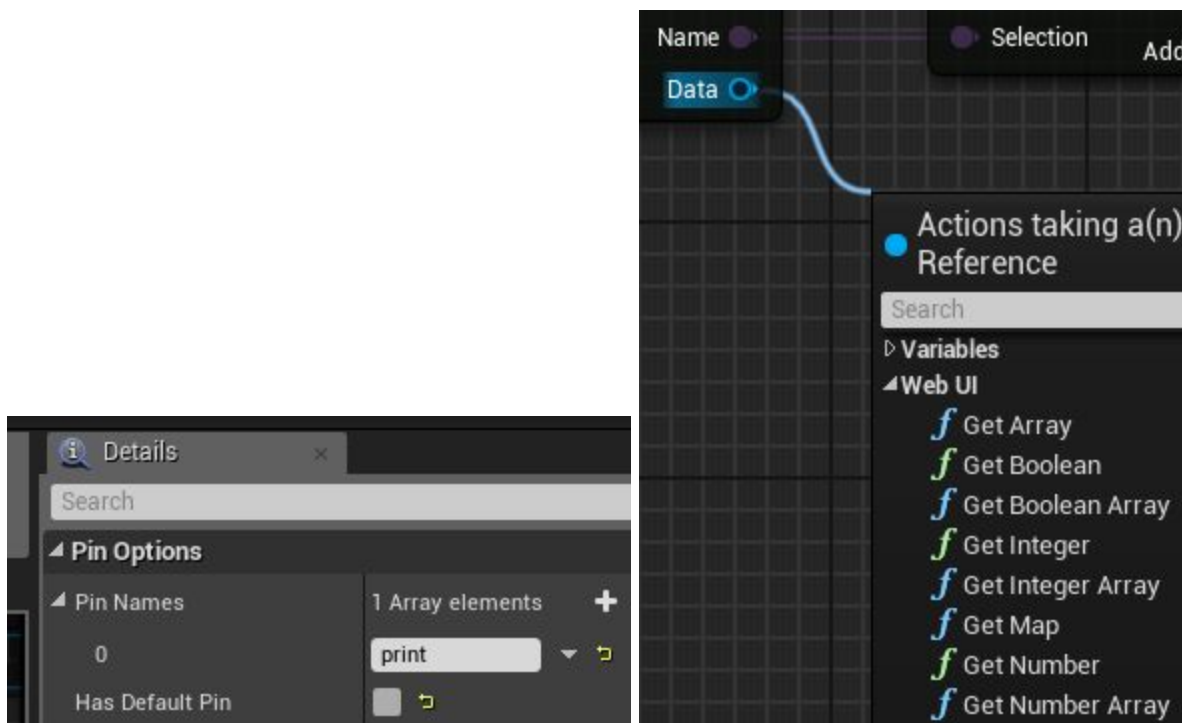 Details
Search
Pin Options
Pin Names
1 Array elements
0
print
Has Default Pin
Name
Selection
Data
Actions taking a(n)
Reference
Search
Variables
Web UI
Get Array
Get Boolean
Get Boolean Array
Get Integer
Get Integer Array
Get Map
Get Number
Get Number Array